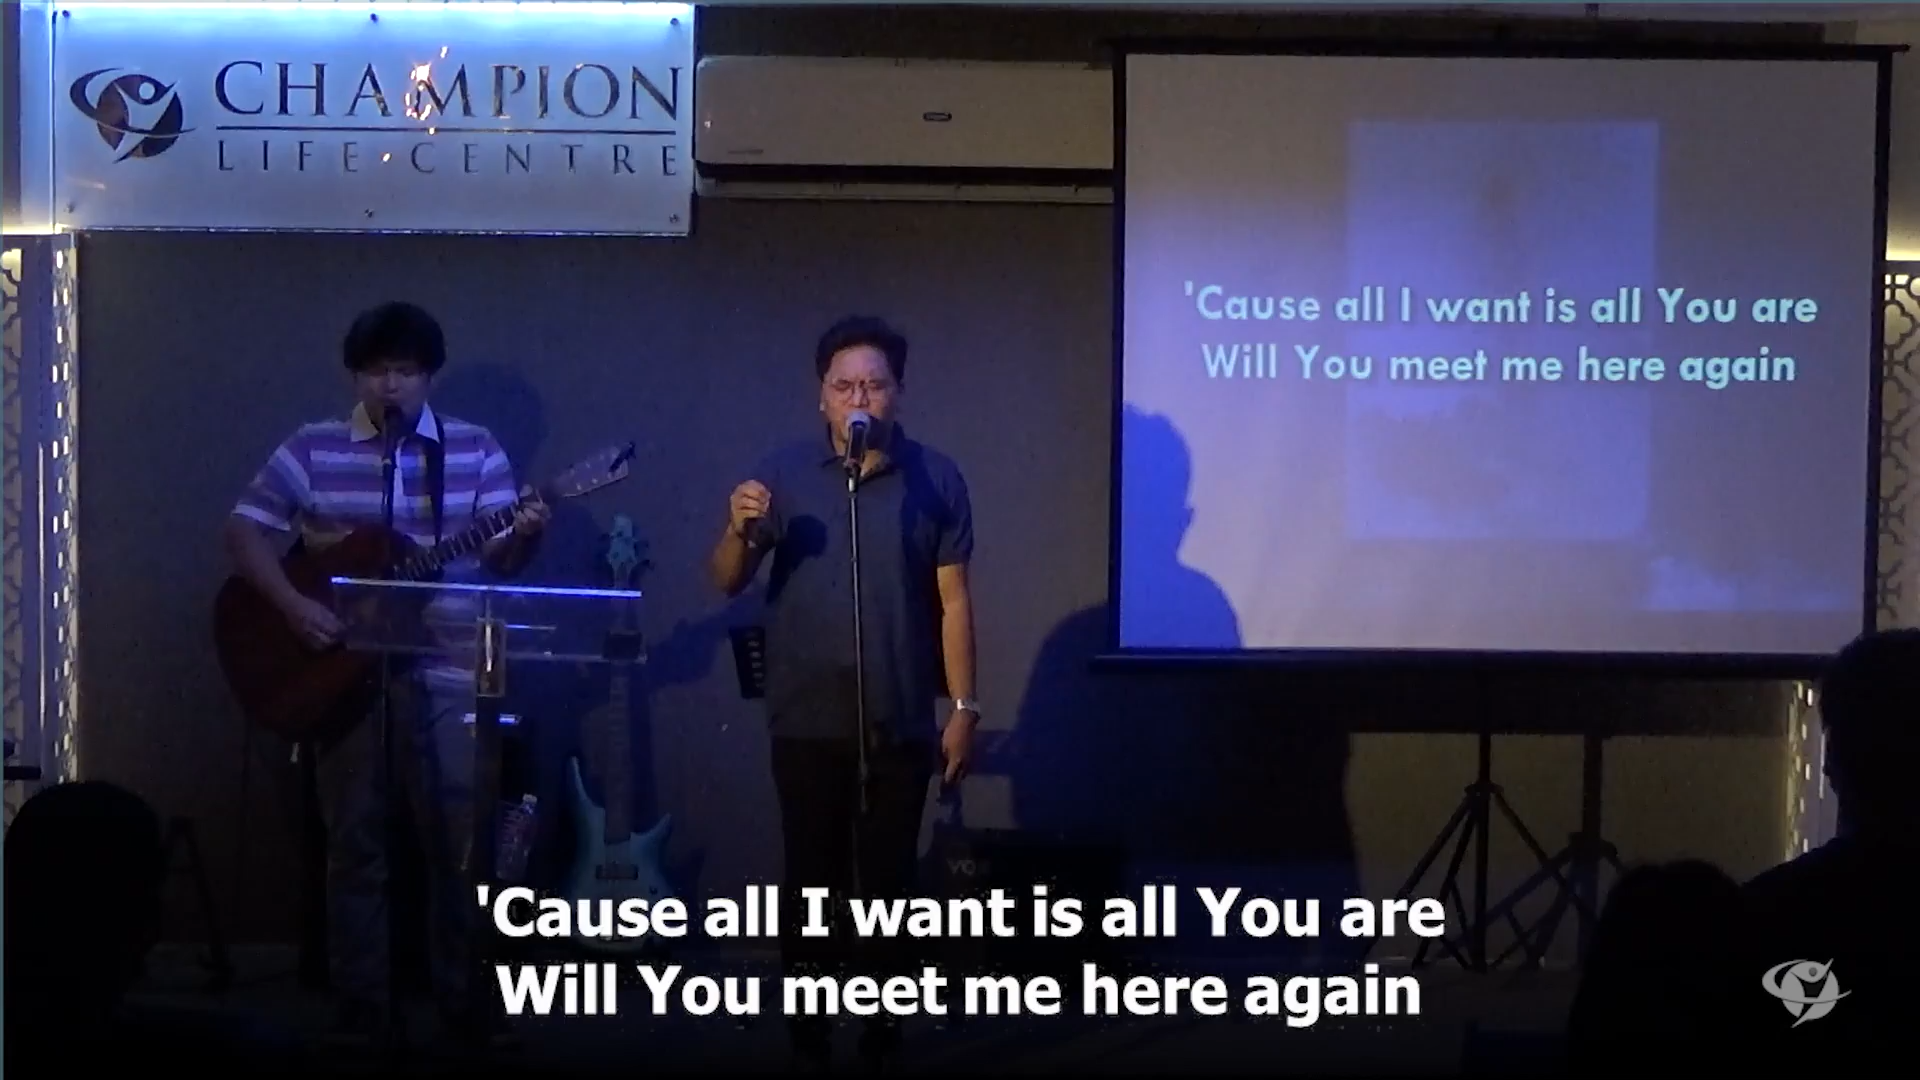 CHAMPION
LIFE CENTRE
'Cause all I want is all You are
Will You meet me here again
'Cause all I want is all You are
Will You meet me here again